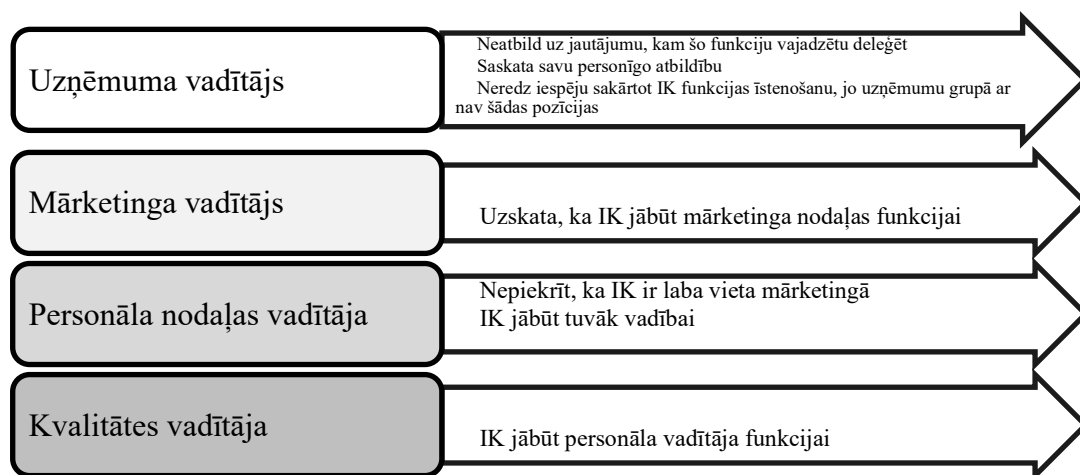 Uzņēmuma vadītājs
Neatbild uz jautājumu, kam šo funkciju vajadzētu deleģēt
Saskata savu personīgo atbildību
Neredz iespēju sakārtot IK funkcijas īstenošanu, jo uzņēmumu grupā ar
nav šādas pozīcijas
Mārketinga vadītājs
Uzskata, ka IK jābūt mārketinga nodaļas funkcijai
Personāla nodaļas vadītāja
Nepiekrīt, ka IK ir laba vieta mārketingā
IK jābūt tuvāk vadībai
Kvalitātes vadītāja
IK jābūt personāla vadītāja funkcijai